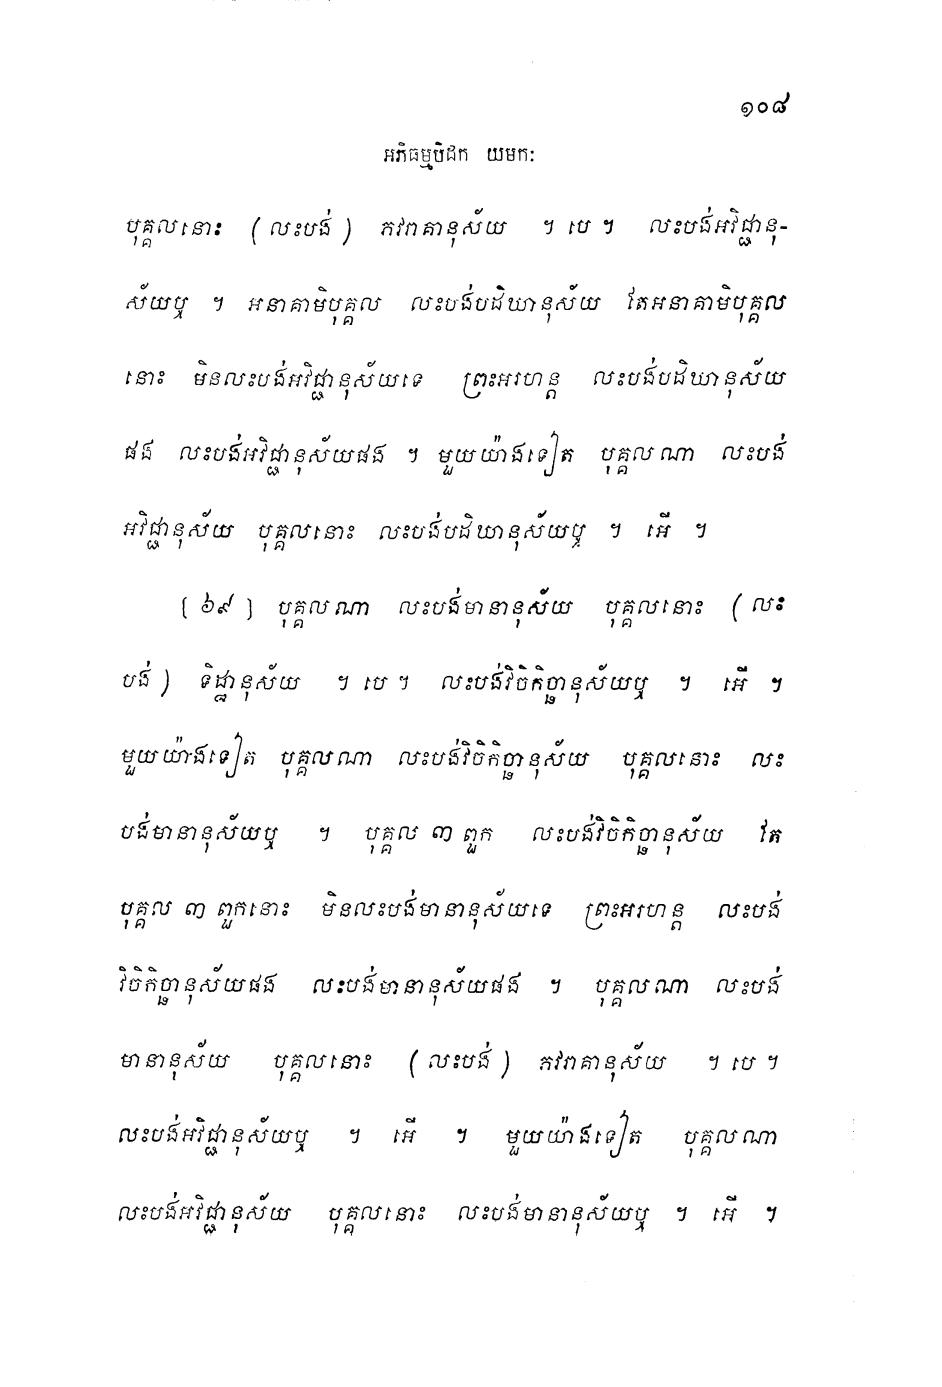 ១០៨
អភិធម្មបិដក យមកៈ
បុគ្គលនោះ (លះបង់) ភវរាគានុស័យ ។ បេ ។ លះបង់អវិជ្ជានុ-
ស័យឬ ។ អនាគាមិបុគ្គល លះបង់បដិឃានុស័យ តែអនាគាមិបុគ្គល
នោះ មិនលះបង់អវិជ្ជានុស័យទេ ព្រះអរហន្ត លះបង់បដិឃានុស័យ
ផង លះបង់អវិជ្ជានុស័យផង ។ មួយយ៉ាងទៀត បុគ្គលណា លះបង់
អវិជ្ជានុស័យ បុគ្គលនោះ លះបង់បដិឃានុស័យឬ ។ អើ ។
[៦៩] បុគ្គលណា លះបង់មានានុស័យ បុគ្គលនោះ (លះ
បង់) ទិដ្ឋានុស័យ ។ បេ ។ លះបង់វិចិកិច្ឆានុស័យឬ ។ អើ ។
មួយយ៉ាងទៀត បុគ្គលណា លះបង់វិចិកិច្ឆានុស័យ បុគ្គលនោះ លះ
បង់មានានុស័យឬ ។ បុគ្គល ៣ ពួក លះបង់វិចិកិច្ឆានុស័យ តែ
បុគ្គល ៣ ពួកនោះ មិនលះបង់មានានុស័យទេ ព្រះអរហន្ត លះបង់
វិចិកិច្ឆានុស័យផង លះបង់មានានុស័យផង ។ បុគ្គលណា លះបង់
មានានុស័យ បុគ្គលនោះ (លះបង់) ភវរាគានុស័យ ។ បេ ។
លះបង់អវិជ្ជានុស័យឬ ។ អើ ។ មួយយ៉ាងទៀត បុគ្គលណា
លះបង់អវិជ្ជានុស័យ បុគ្គលនោះ លះបង់មានានុស័យឬ ។ អើ ។